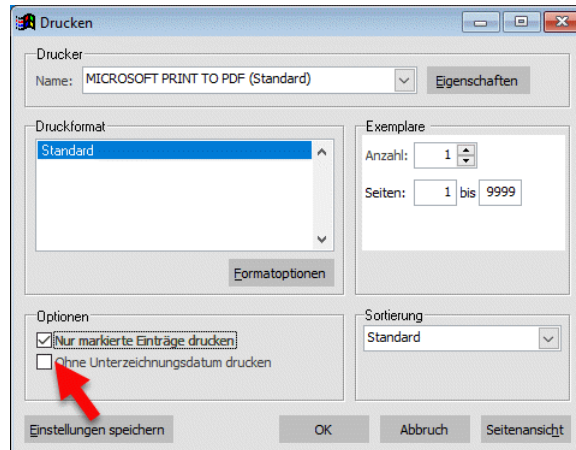 Drucken
Drucker
Name: MICROSOFT PRINT TO PDF (Standard) Eigenschaften
Druckformat
Standard
Formatoptionen
Exemplare
Anzahl: 1
Seiten: 1 bis 9999
Optionen
Nur markierte Einträge drucken
Ohne Unterzeichnungsdatum drucken
Sortierung
Standard
Einstellungen speichern OK Abbruch Seitenansicht